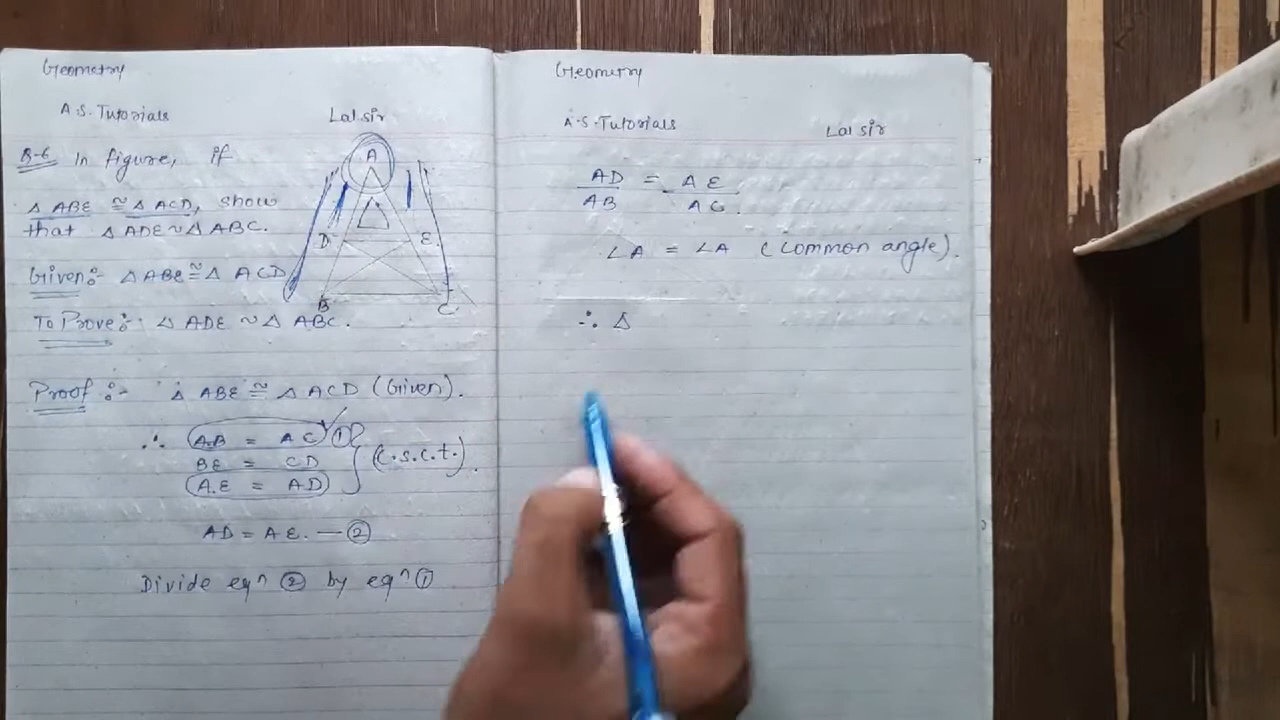 Geometry
A.S. Tutorials Lal sir
Q-6 In figure, if
△ ABE ≅ △ ACD, show
that △ ADE ~ △ ABC.
Given:- △ ABE ≅ △ ACD
To Prove:- △ ADE ~ △ ABC.
Proof :- △ ABE ≅ △ ACD (Given).
∴ AB = AC ①
BE = CD (c.s.c.t.).
A.E = AD
AD = AE. — ②
Divide eqⁿ ② by eqⁿ ①
A
D E.
B C
Geometry
A.S. Tutorials Lal sir
AD = AE
AB AC.
∠A = ∠A (Common angle).
∴ △